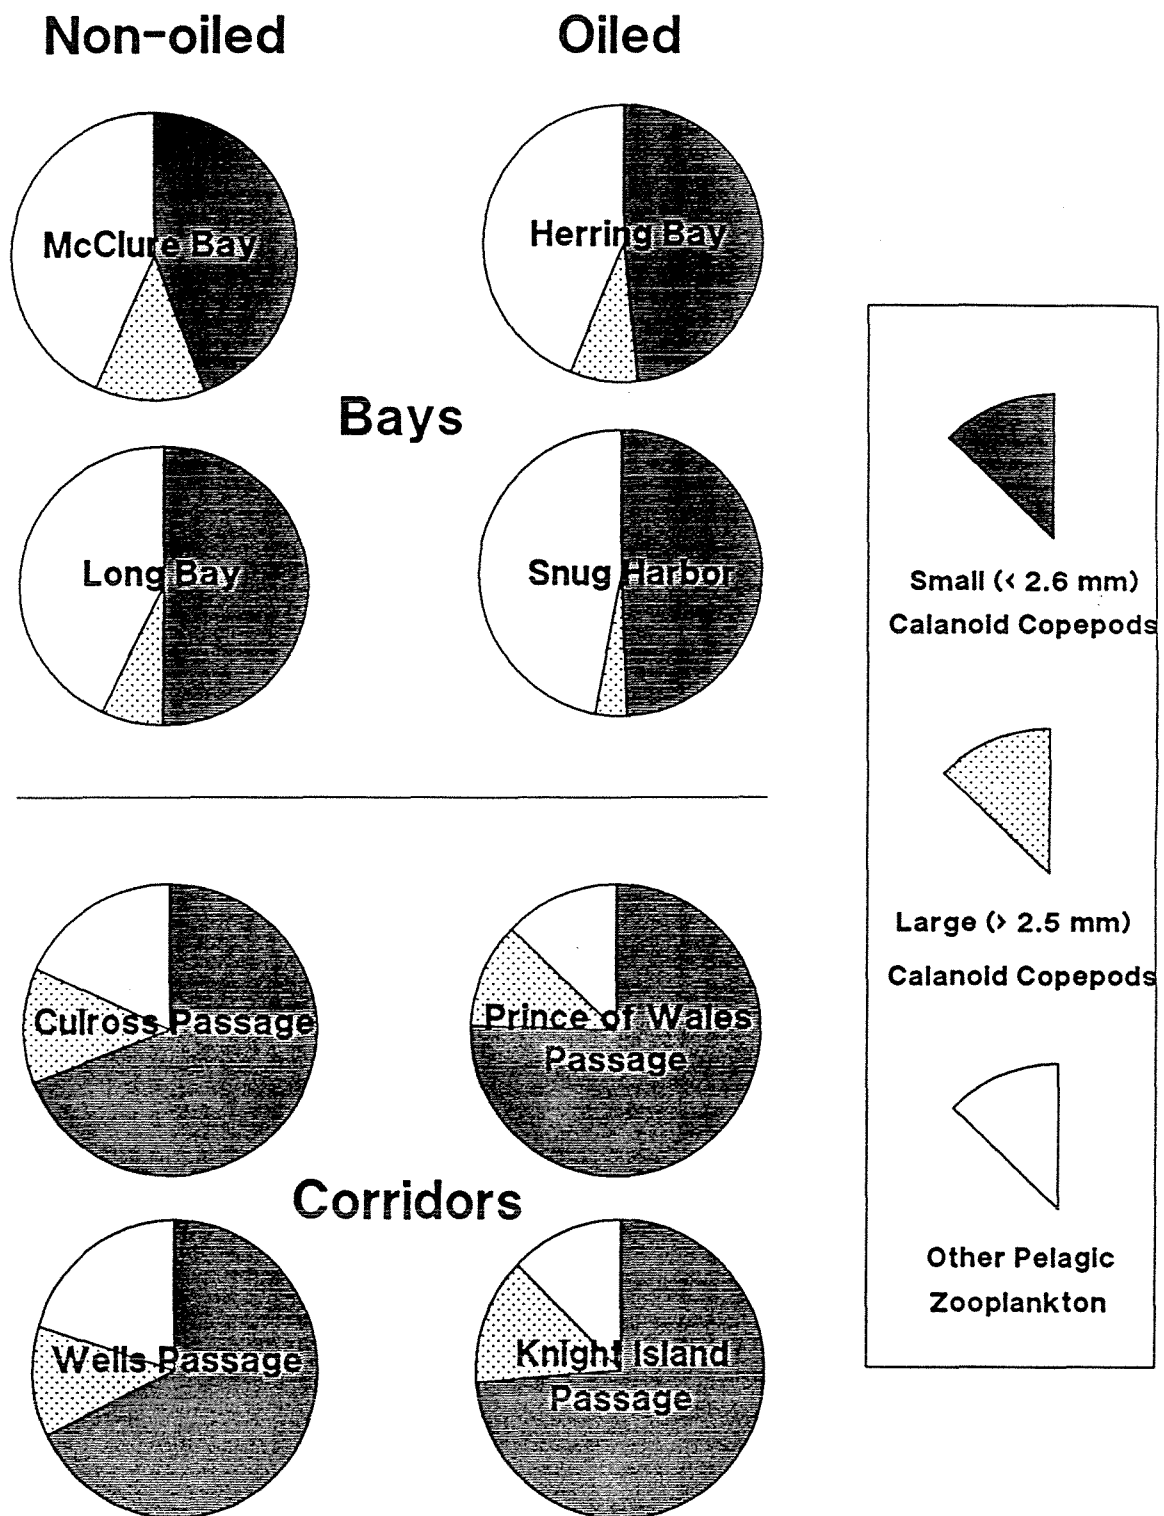 Non-oiled
Oiled
McClure Bay
Herring Bay
Bays
Long Bay
Snug Harbor
Culross Passage
Prince of Wales
Passage
Corridors
Wells Passage
Knight Island
Passage
Small (< 2.6 mm)
Calanoid Copepods
Large (> 2.5 mm)
Calanoid Copepods
Other Pelagic
Zooplankton